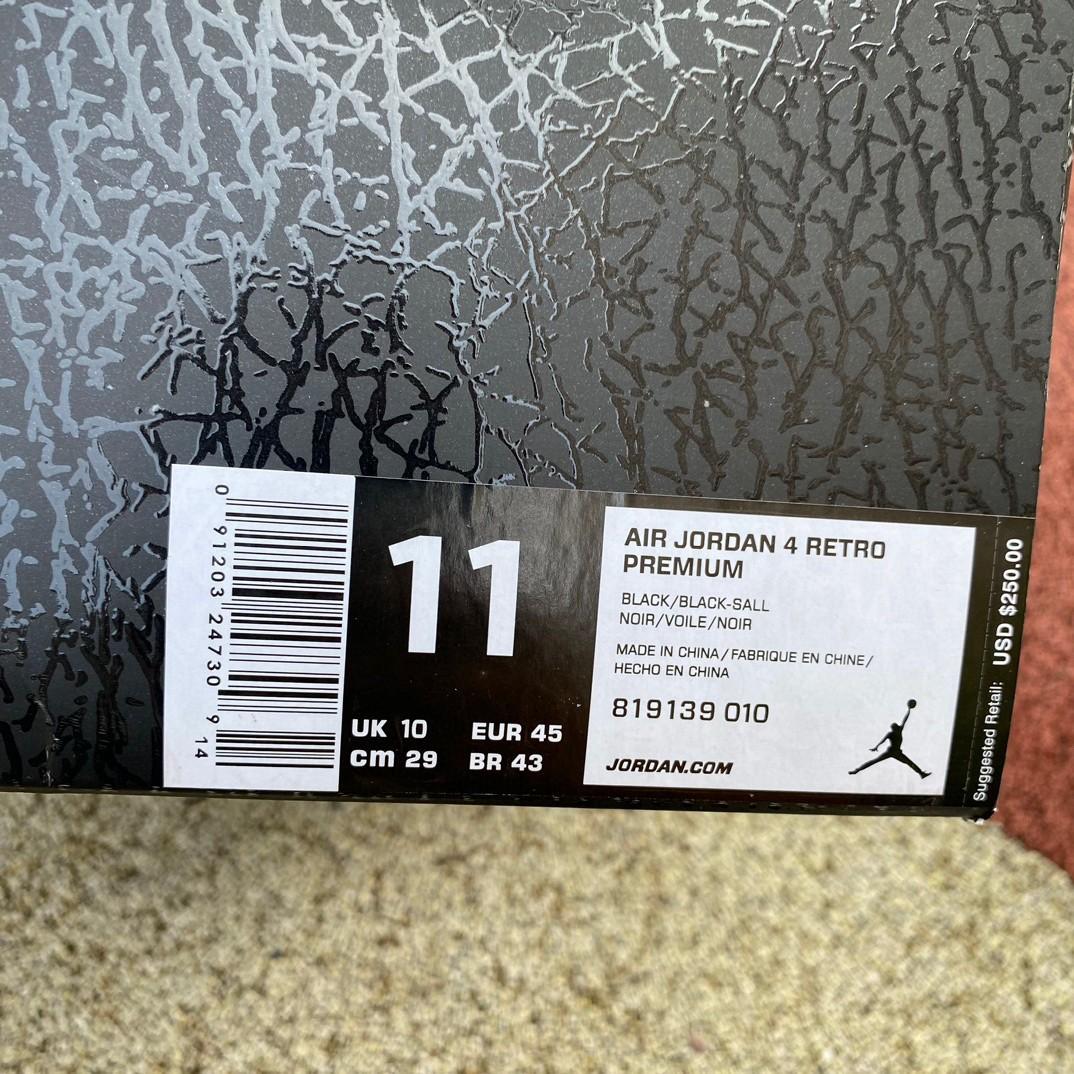 0 91203 24730 9 14
11
UK 10 EUR 45
cm 29 BR 43
AIR JORDAN 4 RETRO
PREMIUM
BLACK/BLACK-SALL
NOIR/VOILE/NOIR
MADE IN CHINA/FABRIQUE EN CHINE/
HECHO EN CHINA
819139 010
JORDAN.COM
Suggested Retail: USD $250.00